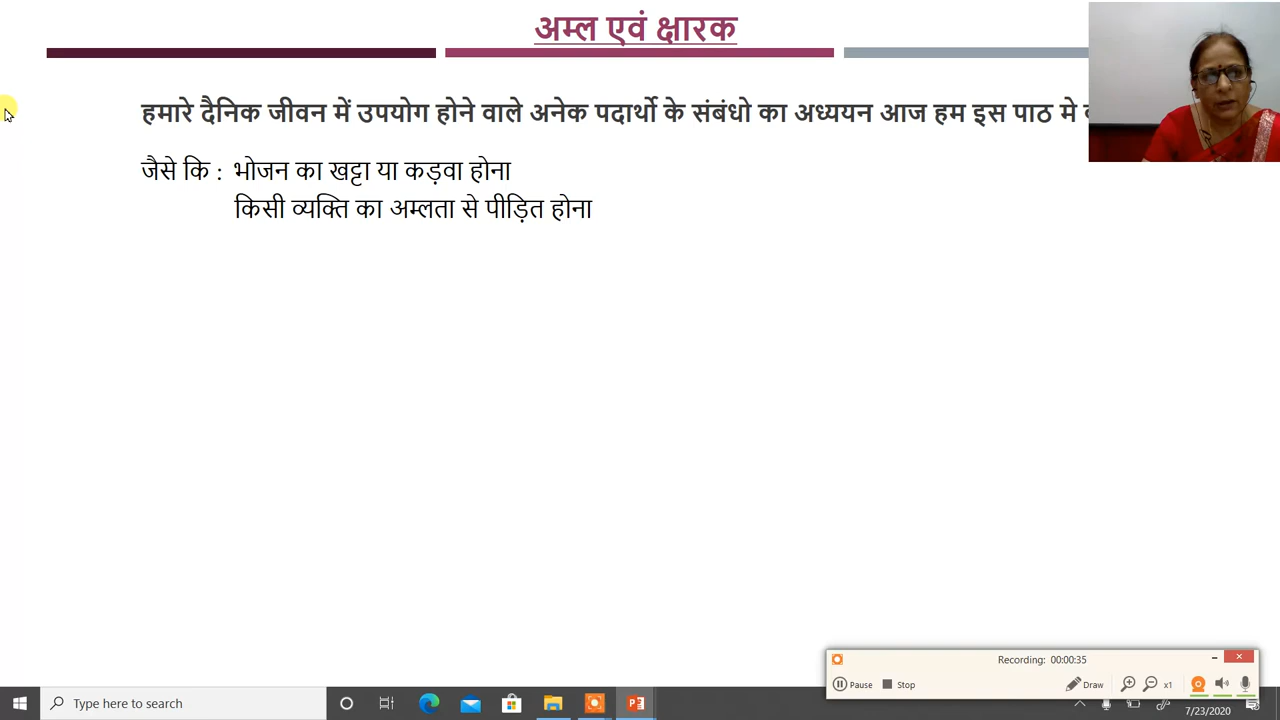 अम्ल एवं क्षारक
हमारे दैनिक जीवन में उपयोग होने वाले अनेक पदार्थो के संबंधो का अध्ययन आज हम इस पाठ मे
जैसे कि : भोजन का खट्टा या कड़वा होना
किसी व्यक्ति का अम्लता से पीड़ित होना
Recording: 00:00:35
Pause Stop Draw x1
Type here to search
7/23/2020